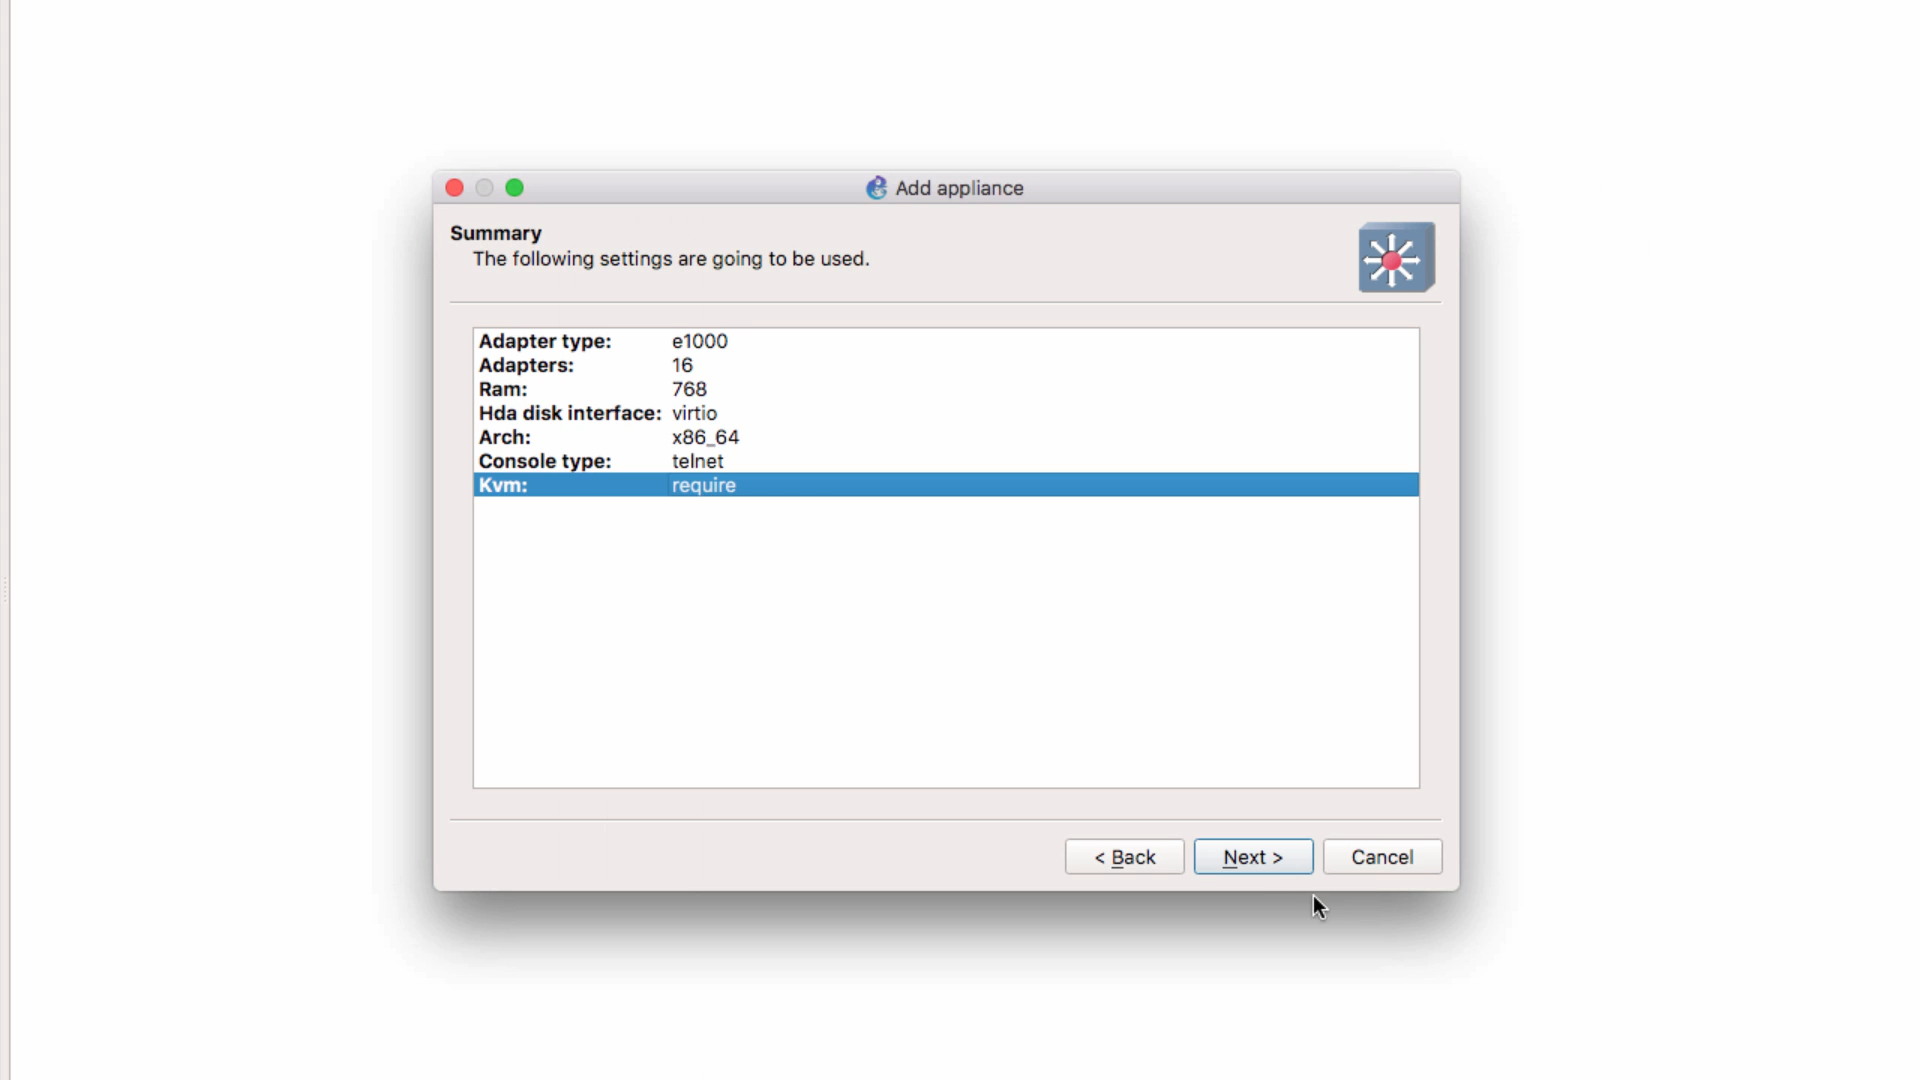 Add appliance
Summary
The following settings are going to be used.
Adapter type: e1000
Adapters: 16
Ram: 768
Hda disk interface: virtio
Arch: x86_64
Console type: telnet
Kvm: require
< Back Next > Cancel